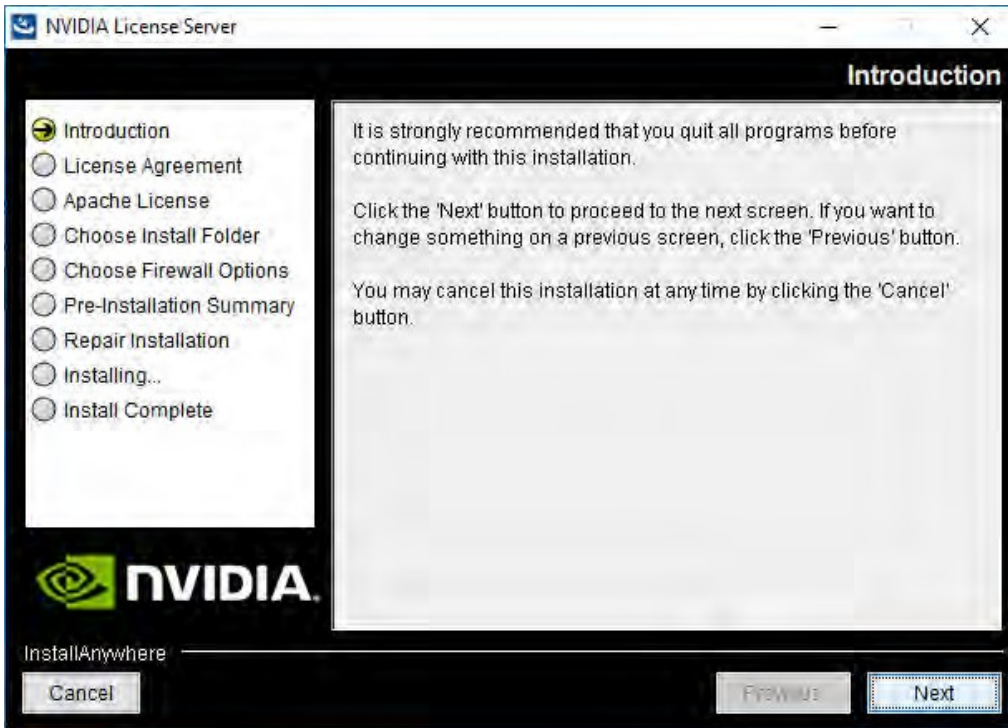 NVIDIA License Server
Introduction
Introduction
License Agreement
Apache License
Choose Install Folder
Choose Firewall Options
Pre-Installation Summary
Repair Installation
Installing...
Install Complete
It is strongly recommended that you quit all programs before
continuing with this installation.
Click the 'Next' button to proceed to the next screen. If you want to
change something on a previous screen, click the 'Previous' button.
You may cancel this installation at any time by clicking the 'Cancel'
button.
NVIDIA.
InstallAnywhere
Cancel
Previous
Next